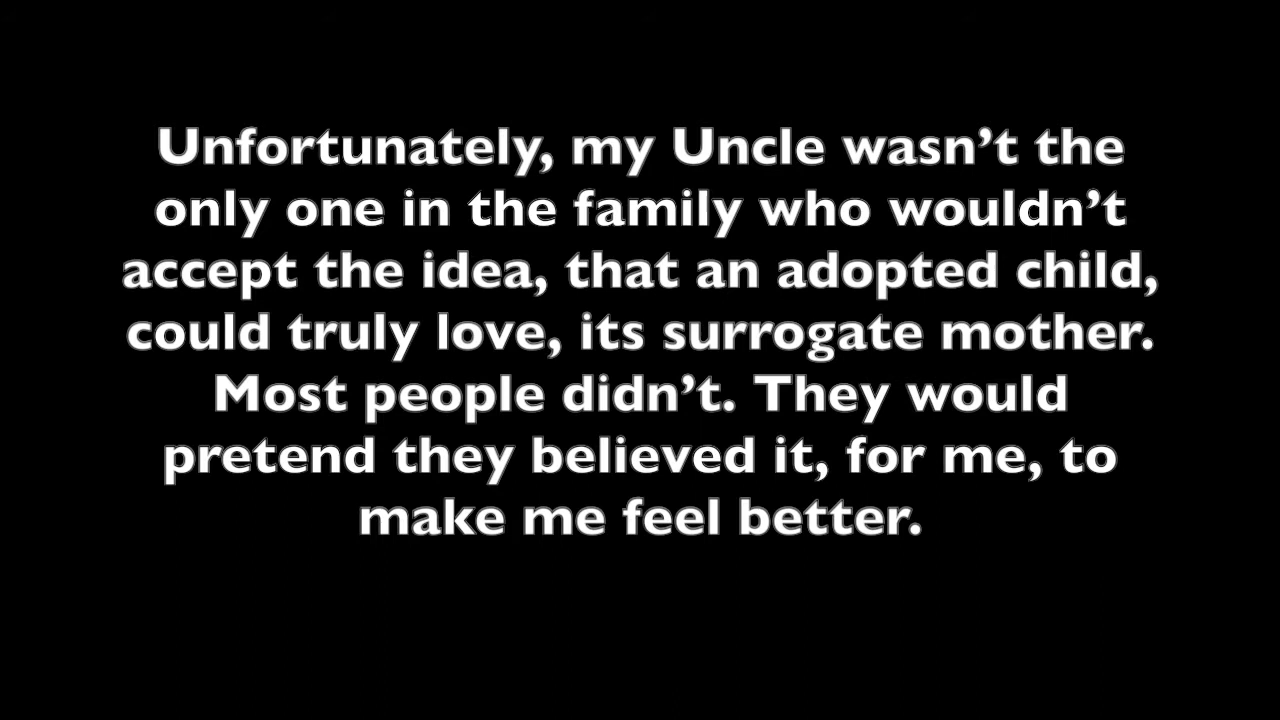 Unfortunately, my Uncle wasn’t the
only one in the family who wouldn’t
accept the idea, that an adopted child,
could truly love, its surrogate mother.
Most people didn’t. They would
pretend they believed it, for me, to
make me feel better.